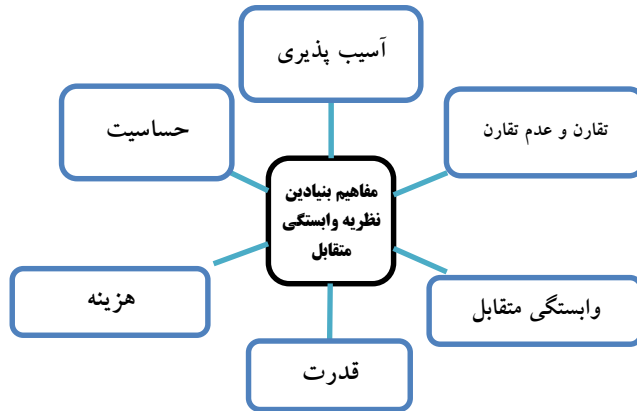 آسیب پذیری
تقارن و عدم تقارن
حساسیت
مفاهیم بنیادین
نظریه وابستگی
متقابل
وابستگی متقابل
هزینه
قدرت